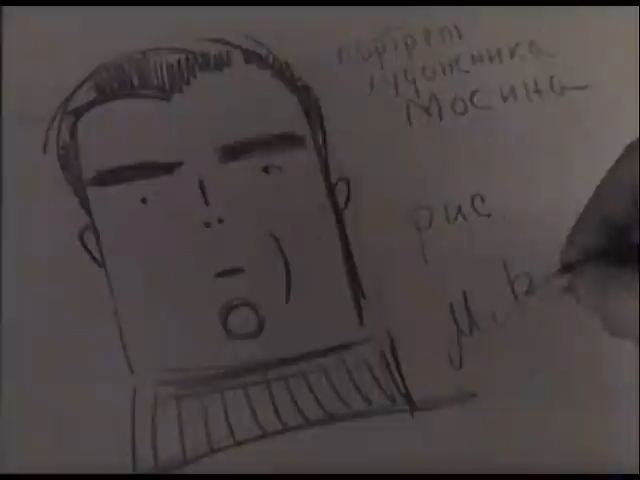 портрет
художника
Мосина
рис
М.